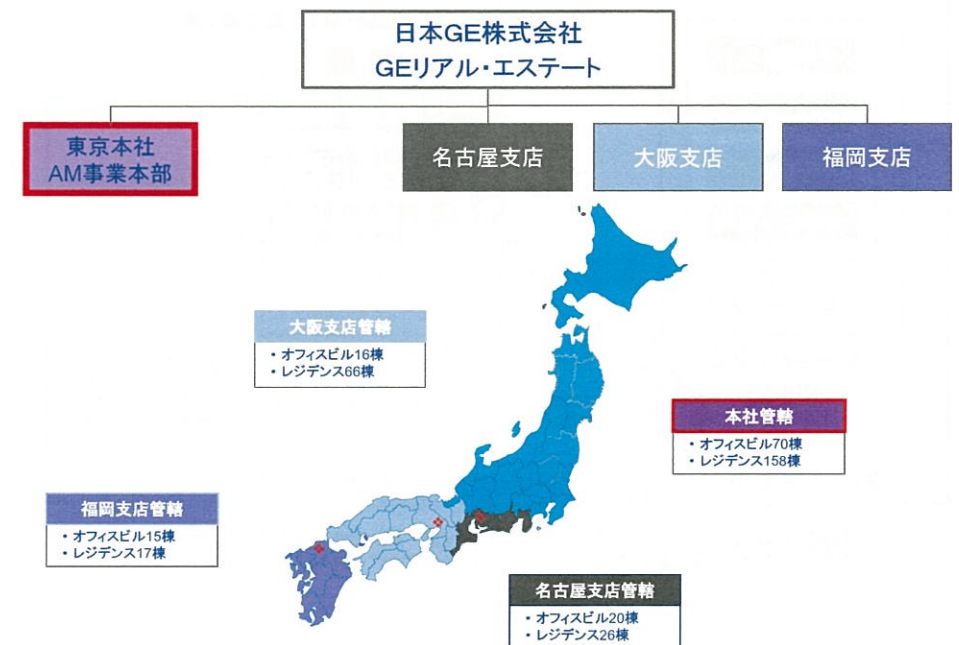 日本GE株式会社
GEリアル・エステート
東京本社
AM事業本部
名古屋支店
大阪支店
福岡支店
大阪支店管轄
・オフィスビル16棟
・レジデンス66棟
本社管轄
・オフィスビル70棟
・レジデンス158棟
福岡支店管轄
・オフィスビル15棟
・レジデンス17棟
名古屋支店管轄
・オフィスビル20棟
・レジデンス26棟